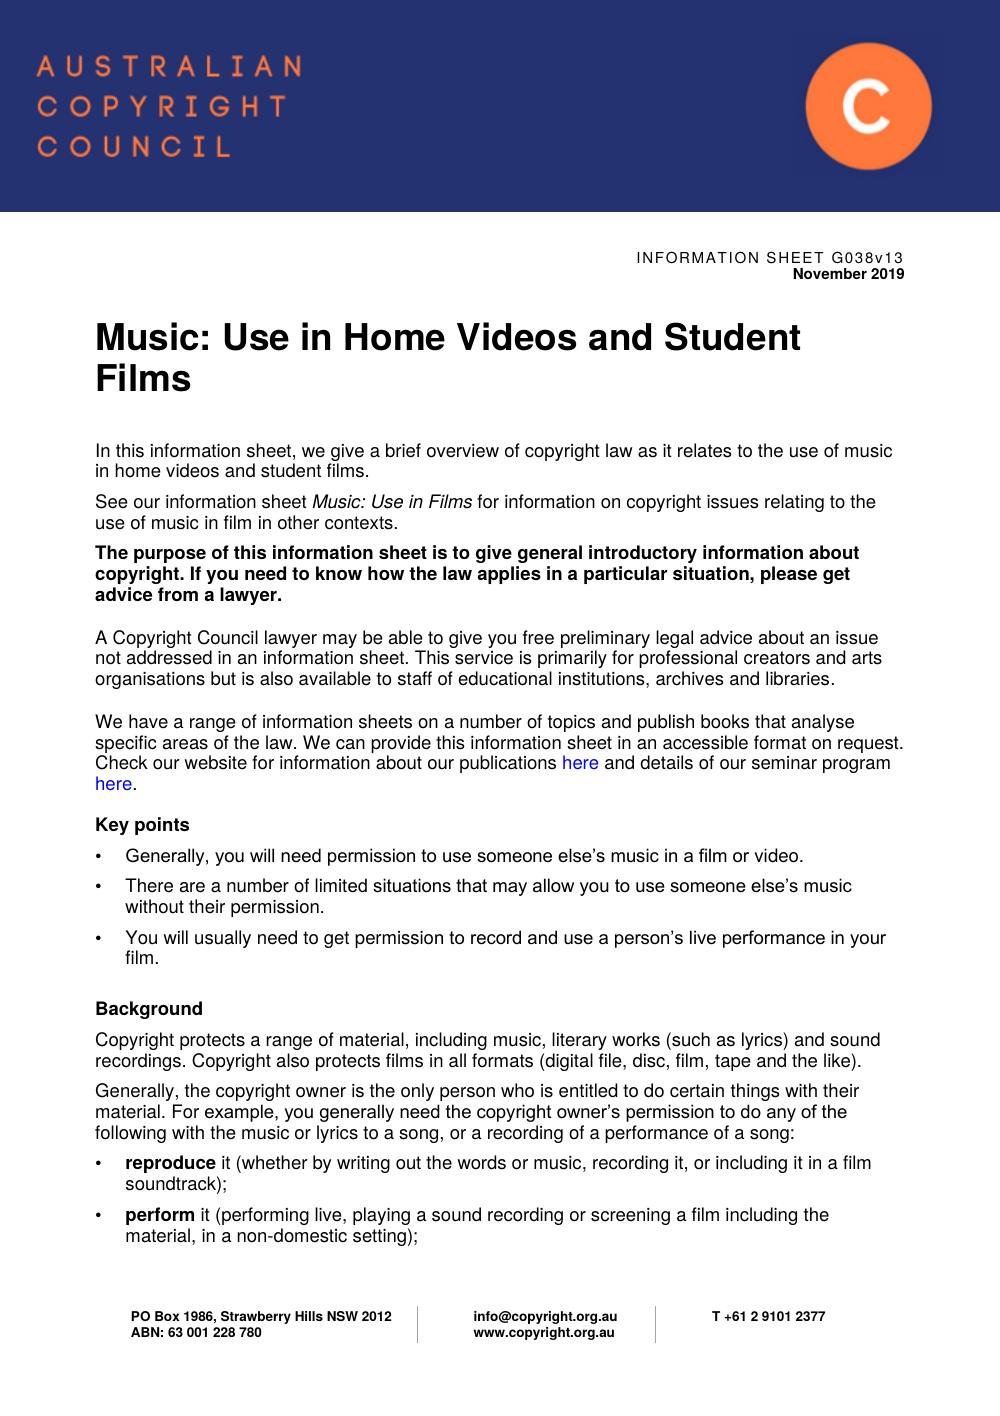 AUSTRALIAN
COPYRIGHT
COUNCIL
C
INFORMATION SHEET G038v13
November 2019
Music: Use in Home Videos and Student
Films
In this information sheet, we give a brief overview of copyright law as it relates to the use of music
in home videos and student films.
See our information sheet Music: Use in Films for information on copyright issues relating to the
use of music in film in other contexts.
The purpose of this information sheet is to give general introductory information about
copyright. If you need to know how the law applies in a particular situation, please get
advice from a lawyer.
A Copyright Council lawyer may be able to give you free preliminary legal advice about an issue
not addressed in an information sheet. This service is primarily for professional creators and arts
organisations but is also available to staff of educational institutions, archives and libraries.
We have a range of information sheets on a number of topics and publish books that analyse
specific areas of the law. We can provide this information sheet in an accessible format on request.
Check our website for information about our publications here and details of our seminar program
here.
Key points
• Generally, you will need permission to use someone else’s music in a film or video.
• There are a number of limited situations that may allow you to use someone else’s music
without their permission.
• You will usually need to get permission to record and use a person’s live performance in your
film.
Background
Copyright protects a range of material, including music, literary works (such as lyrics) and sound
recordings. Copyright also protects films in all formats (digital file, disc, film, tape and the like).
Generally, the copyright owner is the only person who is entitled to do certain things with their
material. For example, you generally need the copyright owner’s permission to do any of the
following with the music or lyrics to a song, or a recording of a performance of a song:
• reproduce it (whether by writing out the words or music, recording it, or including it in a film
soundtrack);
• perform it (performing live, playing a sound recording or screening a film including the
material, in a non-domestic setting);
PO Box 1986, Strawberry Hills NSW 2012
ABN: 63 001 228 780
info@copyright.org.au
www.copyright.org.au
T +61 2 9101 2377